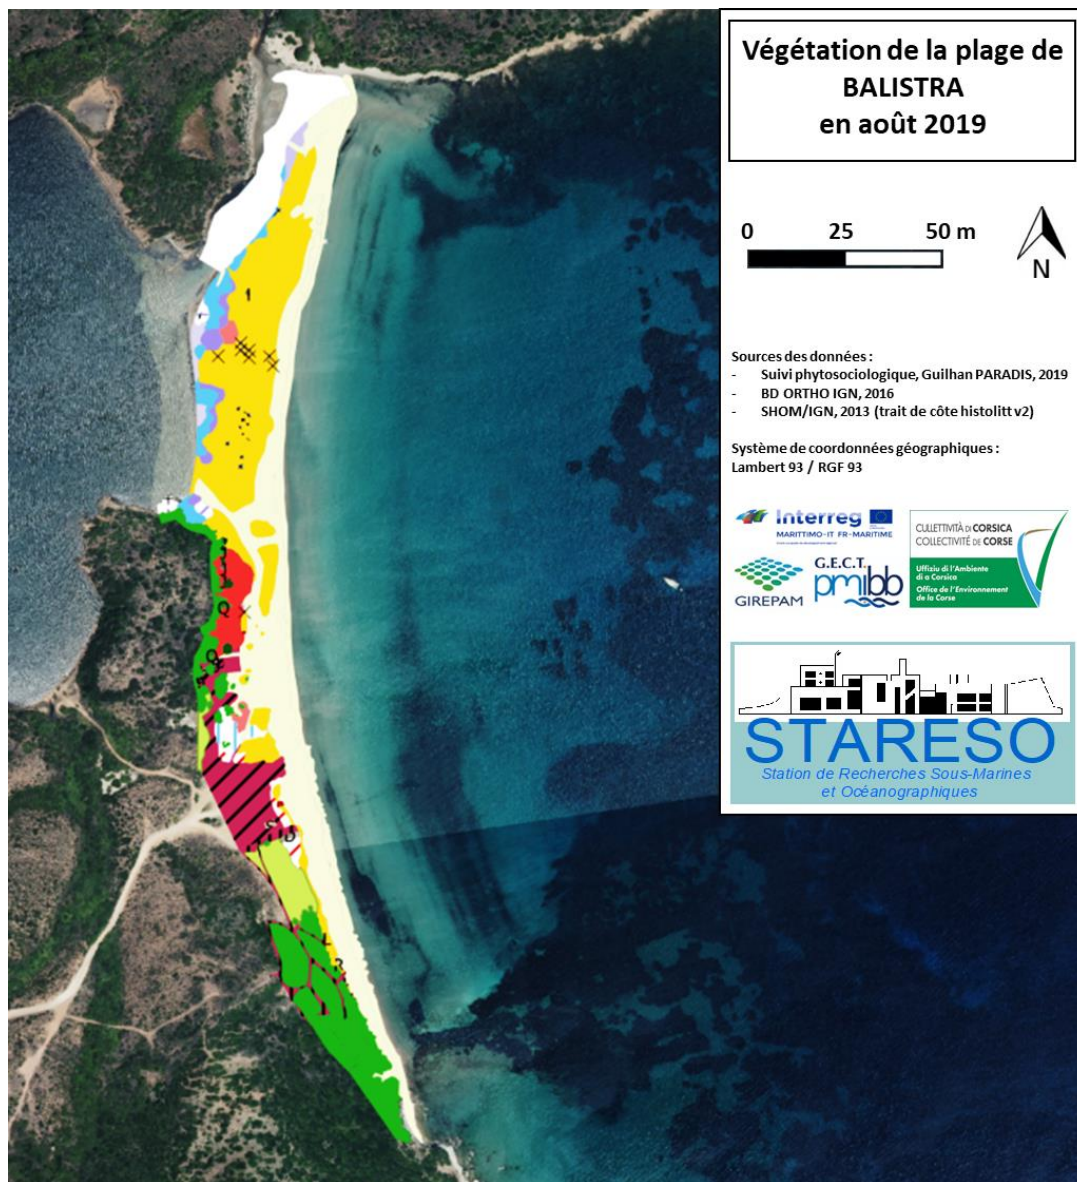 Végétation de la plage de
BALISTRA
en août 2019
0 25 50 m
N
Sources des données :
- Suivi phytosociologique, Guilhan PARADIS, 2019
- BD ORTHO IGN, 2016
- SHOM/IGN, 2013 (trait de côte histolitt v2)
Système de coordonnées géographiques :
Lambert 93 / RGF 93
Interreg
MARITTIMO-IT FR-MARITIME
GIREPAM
G.E.C.T.
pmibb
CULLETTIVITÀ DI CORSICA
COLLECTIVITÉ DE CORSE
Uffiziu di l'Ambiente
di a Corsica
Office de l'Environnement
de la Corse
STARESO
Station de Recherches Sous-Marines
et Océanographiques